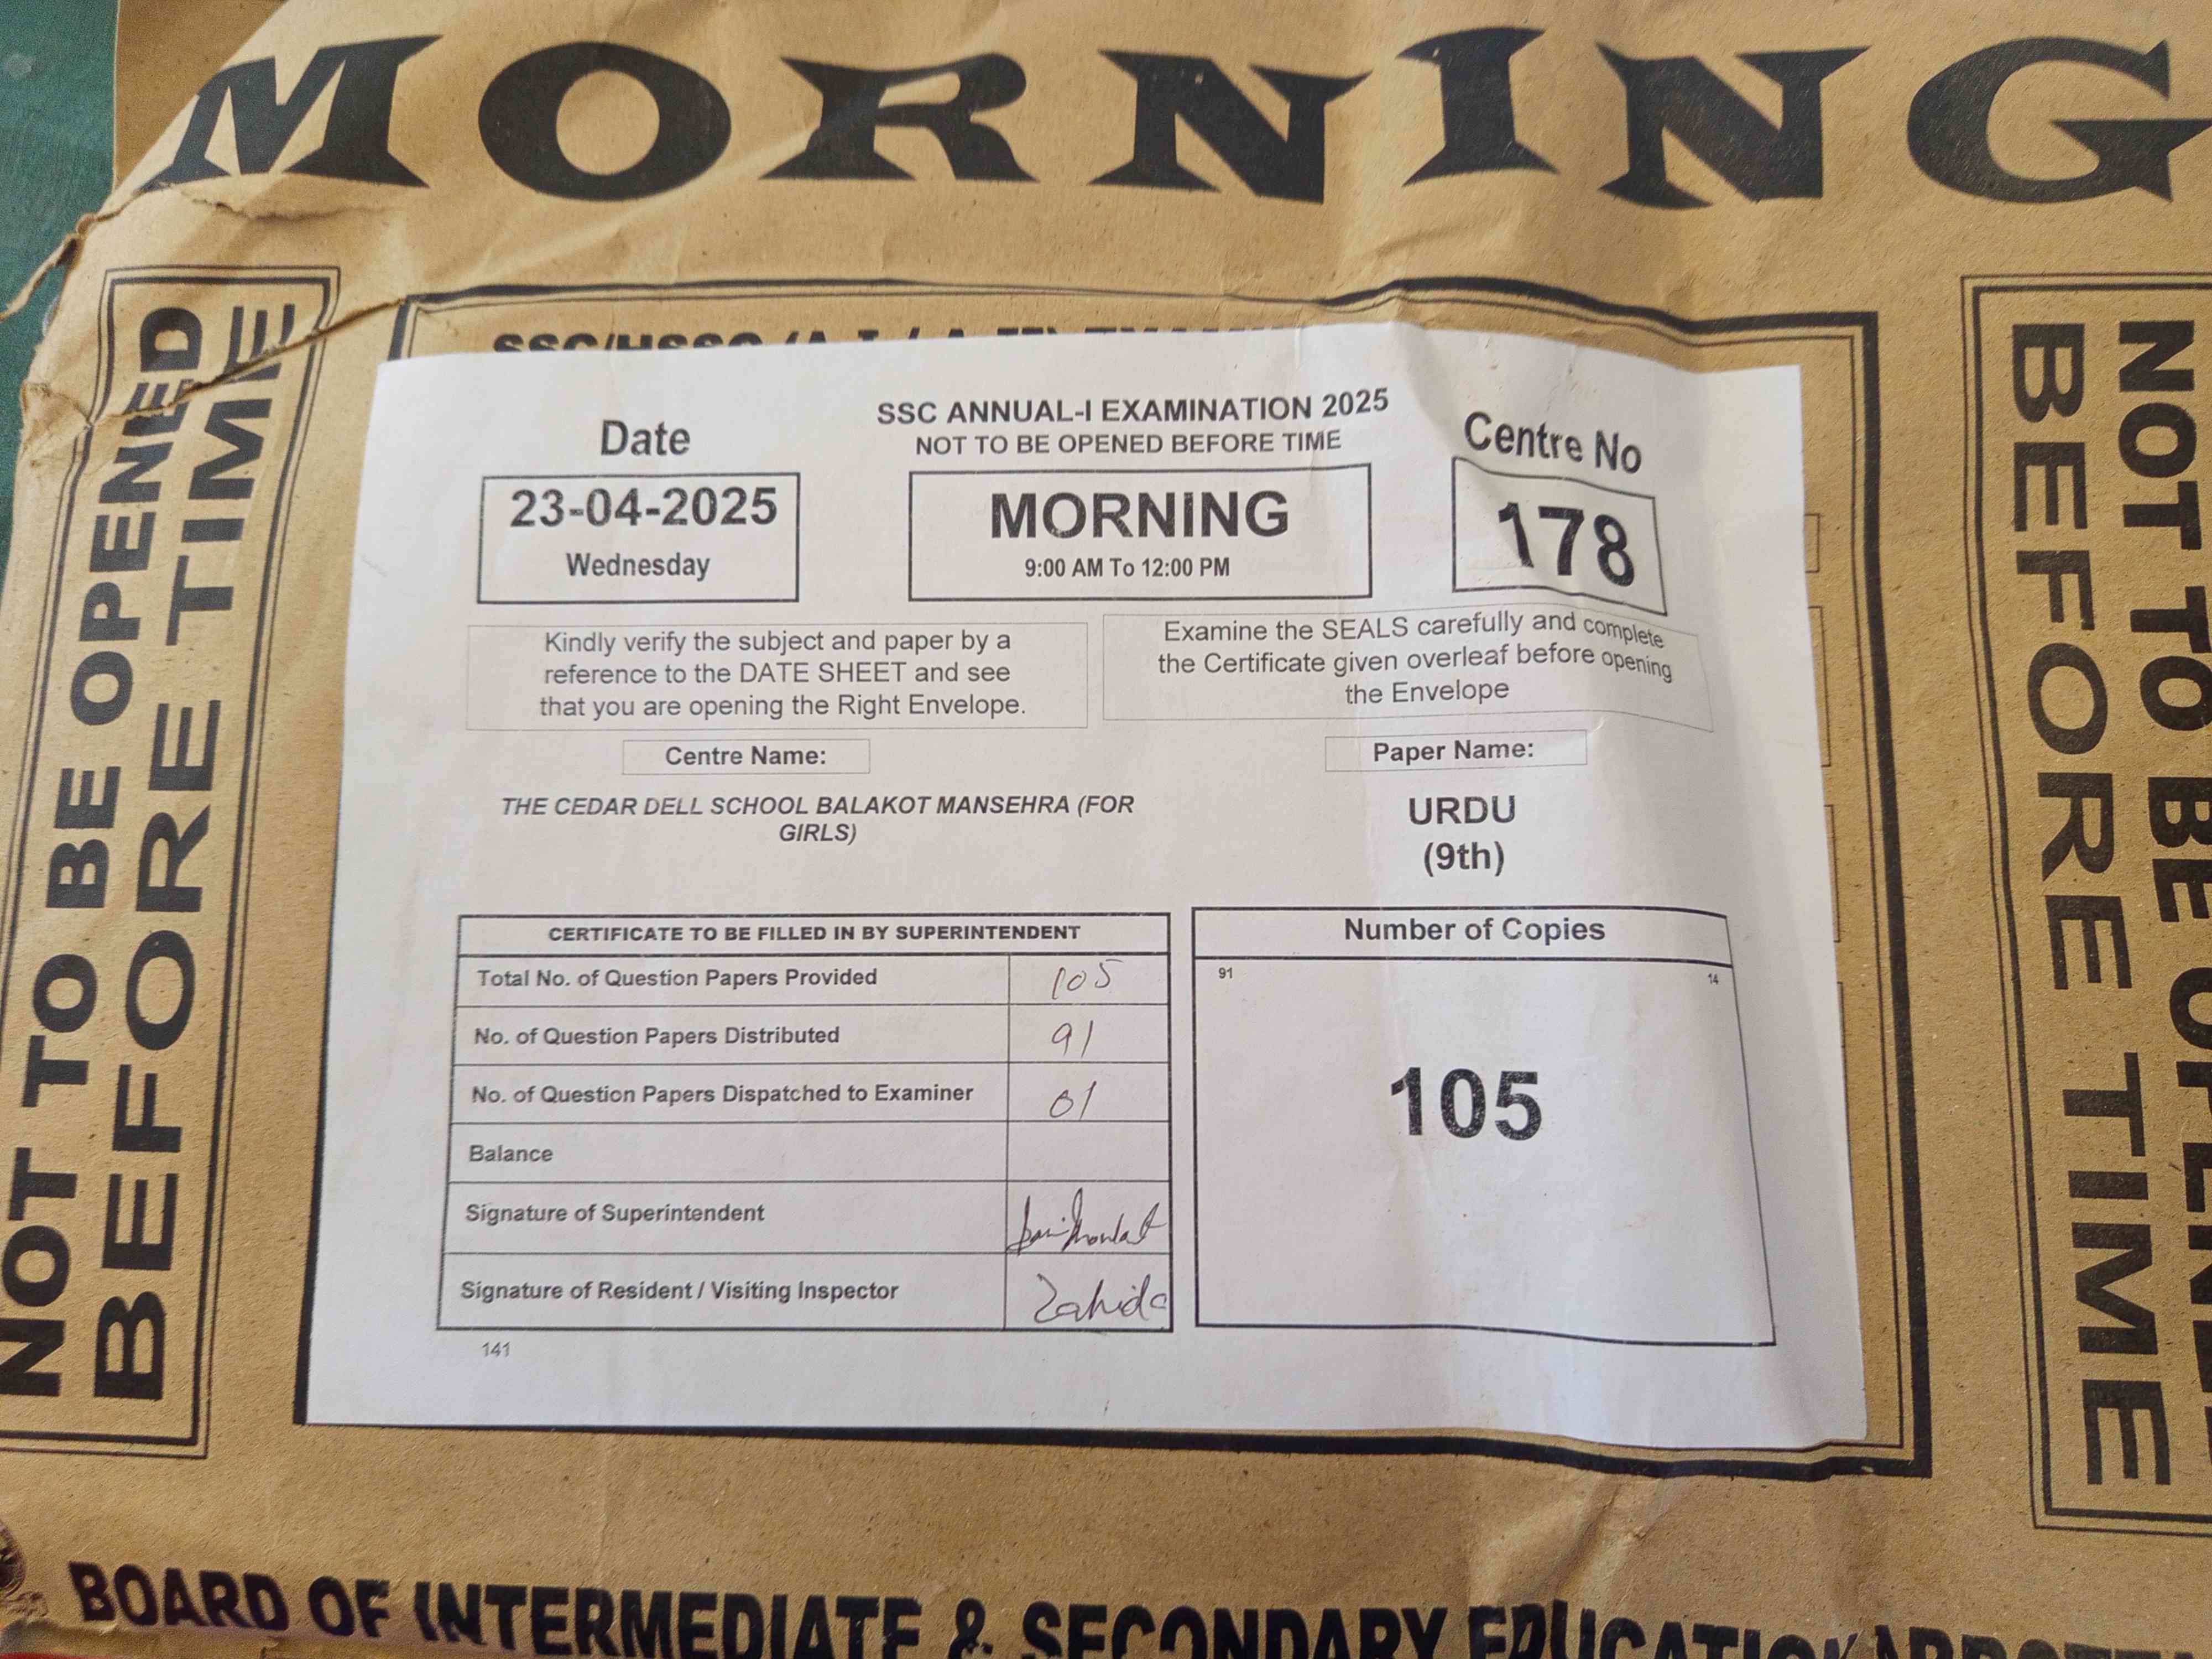 MORNING
NOT TO BE OPENED
BEFORE TIME
SSC ANNUAL-I EXAMINATION 2025
NOT TO BE OPENED BEFORE TIME
Date
23-04-2025
Wednesday
MORNING
9:00 AM To 12:00 PM
Centre No
178
Kindly verify the subject and paper by a
reference to the DATE SHEET and see
that you are opening the Right Envelope.
Examine the SEALS carefully and complete
the Certificate given overleaf before opening
the Envelope
Centre Name:
THE CEDAR DELL SCHOOL BALAKOT MANSEHRA (FOR
GIRLS)
Paper Name:
URDU
(9th)
CERTIFICATE TO BE FILLED IN BY SUPERINTENDENT
Total No. of Question Papers Provided 105
No. of Question Papers Distributed 91
No. of Question Papers Dispatched to Examiner 01
Balance
Signature of Superintendent
Signature of Resident / Visiting Inspector Zahida
141
Number of Copies
91 14
105
NOT TO BE OPENED
BEFORE TIME
BOARD OF INTERMEDIATE & SECONDARY EDUCATION